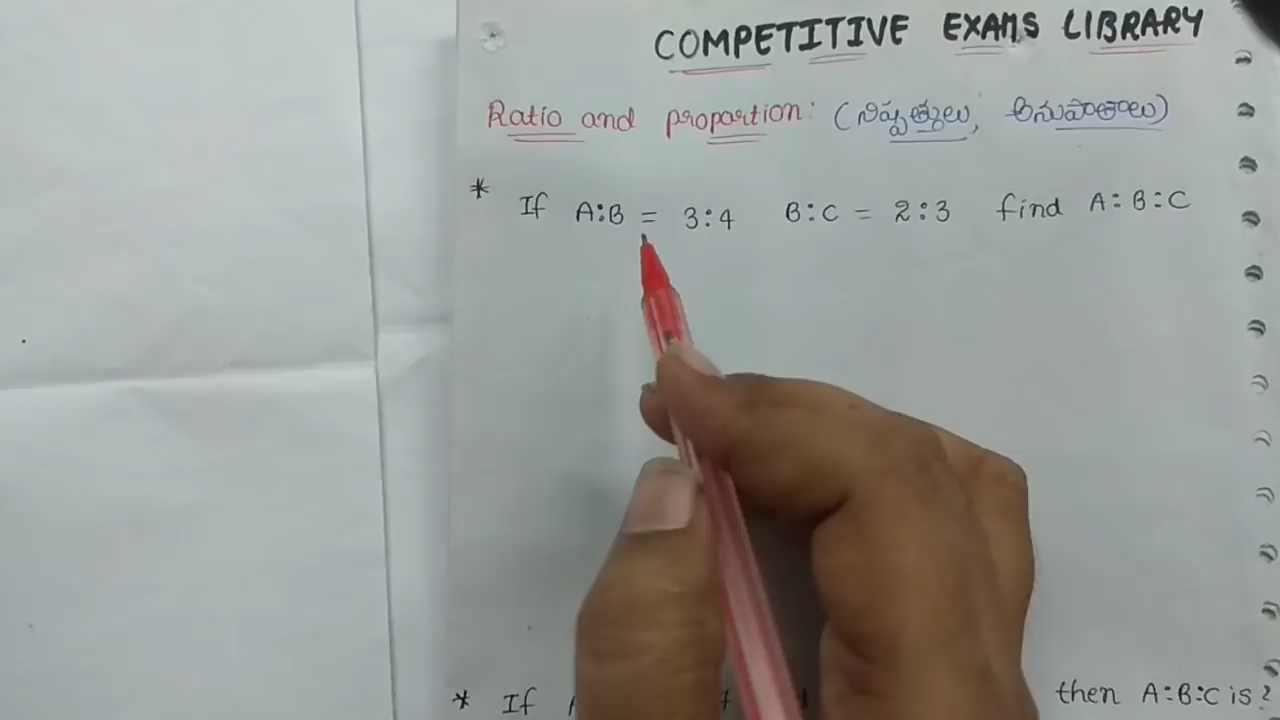 COMPETITIVE EXAMS LIBRARY
Ratio and proportion: (నిష్పత్తులు, అనుపాతాలు)
* If A:B = 3:4 B:C = 2:3 find A:B:C
* If then A:B:C is?